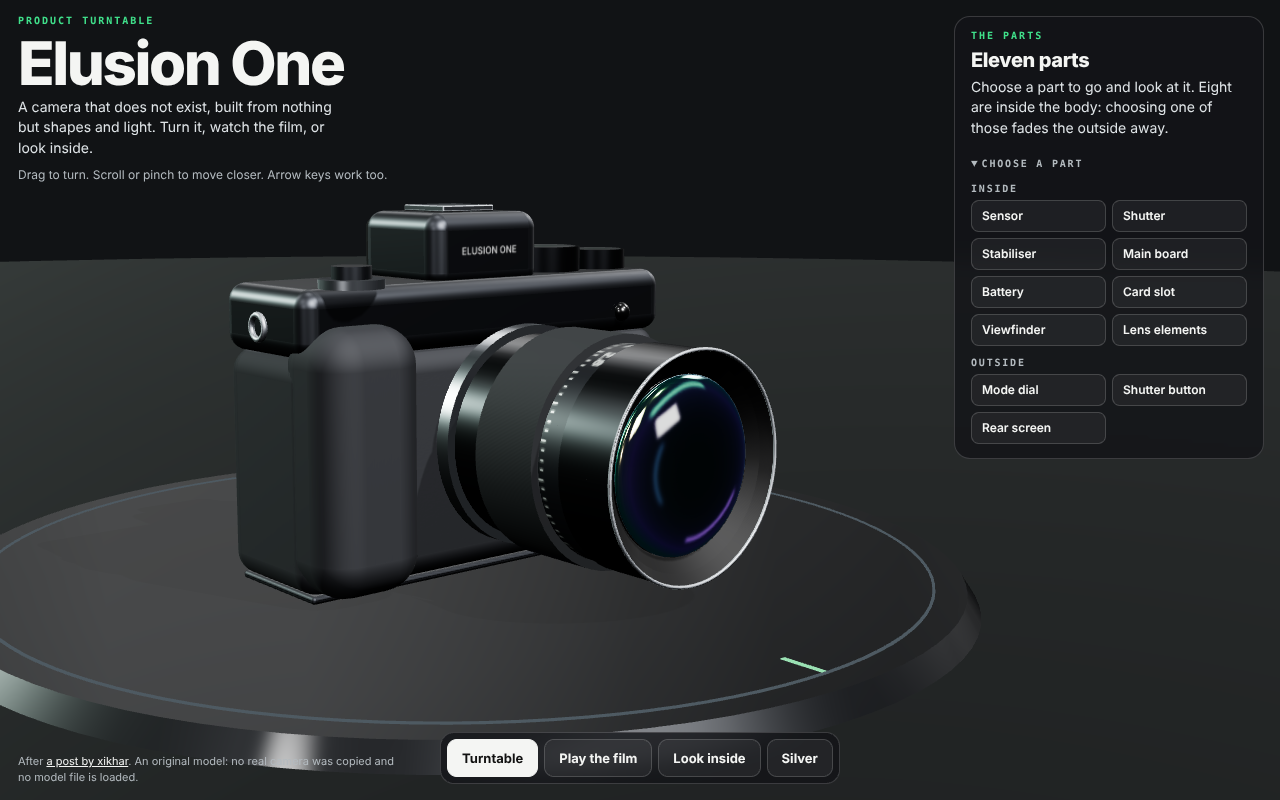 PRODUCT TURNTABLE
Elusion One
A camera that does not exist, built from nothing
but shapes and light. Turn it, watch the film, or
look inside.
Drag to turn. Scroll or pinch to move closer. Arrow keys work too.
ELUSION ONE
THE PARTS
Eleven parts
Choose a part to go and look at it. Eight
are inside the body: choosing one of
those fades the outside away.
▼ CHOOSE A PART
INSIDE
Sensor
Shutter
Stabiliser
Main board
Battery
Card slot
Viewfinder
Lens elements
OUTSIDE
Mode dial
Shutter button
Rear screen
Turntable
Play the film
Look inside
Silver
After a post by xikhar. An original model: no real camera was copied and
no model file is loaded.